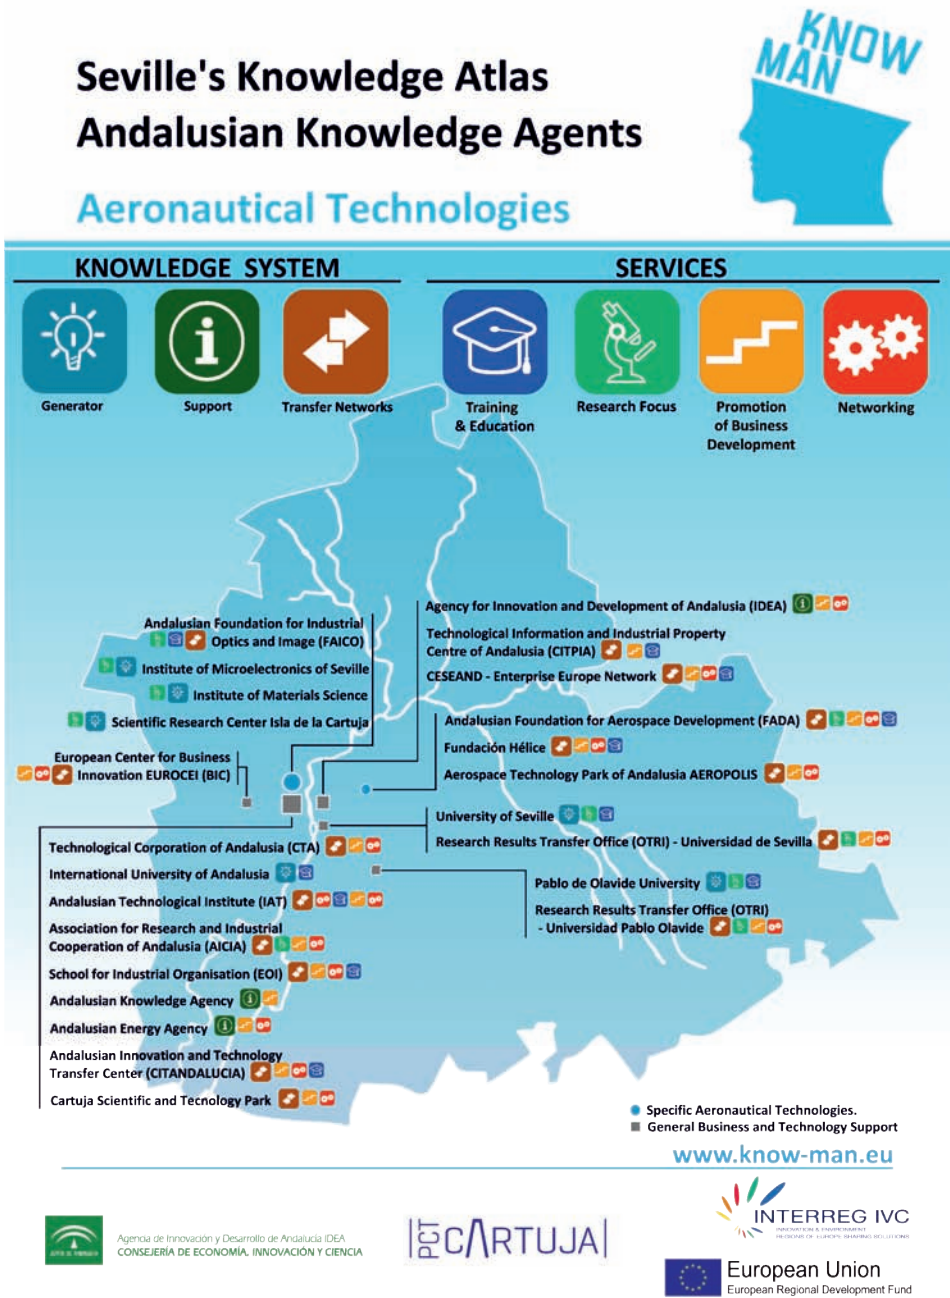 KNOW
MAN
Seville's Knowledge Atlas
Andalusian Knowledge Agents
Aeronautical Technologies
KNOWLEDGE SYSTEM
SERVICES
Generator
Support
Transfer Networks
Training
& Education
Research Focus
Promotion
of Business
Development
Networking
Agency for Innovation and Development of Andalusia (IDEA)
Technological Information and Industrial Property
Centre of Andalusia (CITPIA)
CESEAND - Enterprise Europe Network
Andalusian Foundation for Industrial
Optics and Image (FAICO)
Institute of Microelectronics of Seville
Institute of Materials Science
Scientific Research Center Isla de la Cartuja
Andalusian Foundation for Aerospace Development (FADA)
Fundación Hélice
Aerospace Technology Park of Andalusia AEROPOLIS
European Center for Business
Innovation EUROCEI (BIC)
University of Seville
Research Results Transfer Office (OTRI) - Universidad de Sevilla
Technological Corporation of Andalusia (CTA)
International University of Andalusia
Andalusian Technological Institute (IAT)
Association for Research and Industrial
Cooperation of Andalusia (AICIA)
School for Industrial Organisation (EOI)
Andalusian Knowledge Agency
Andalusian Energy Agency
Andalusian Innovation and Technology
Transfer Center (CITANDALUCIA)
Cartuja Scientific and Tecnology Park
Pablo de Olavide University
Research Results Transfer Office (OTRI)
- Universidad Pablo Olavide
Specific Aeronautical Technologies.
General Business and Technology Support
www.know-man.eu
JUNTA DE ANDALUCIA
Agencia de Innovación y Desarrollo de Andalucía IDEA
CONSEJERÍA DE ECONOMÍA, INNOVACIÓN Y CIENCIA
PCT CARTUJA
INTERREG IVC
INNOVATION & ENVIRONMENT
REGIONS OF EUROPE SHARING SOLUTIONS
European Union
European Regional Development Fund